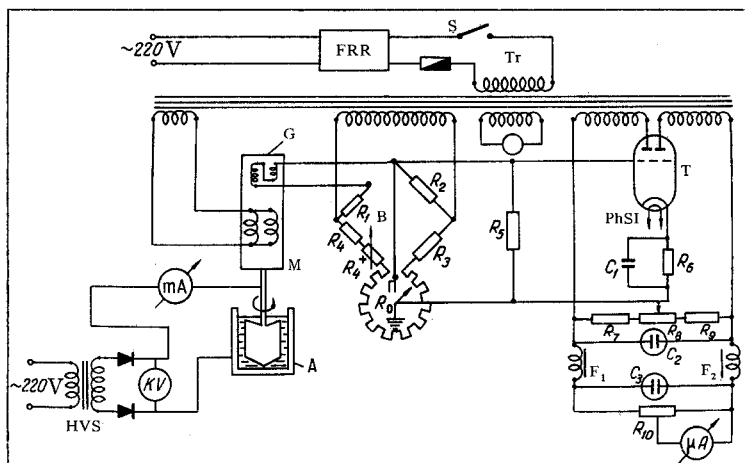 S
~220 V
FRR
Tr
G
T
R2
PhSI
R1
B
R4
R4
+
R3
R5
C1
R6
M
mA
R0
R7
R8
R9
C2
A
~220V
KV
F1
C3
F2
HVS
R10
μA